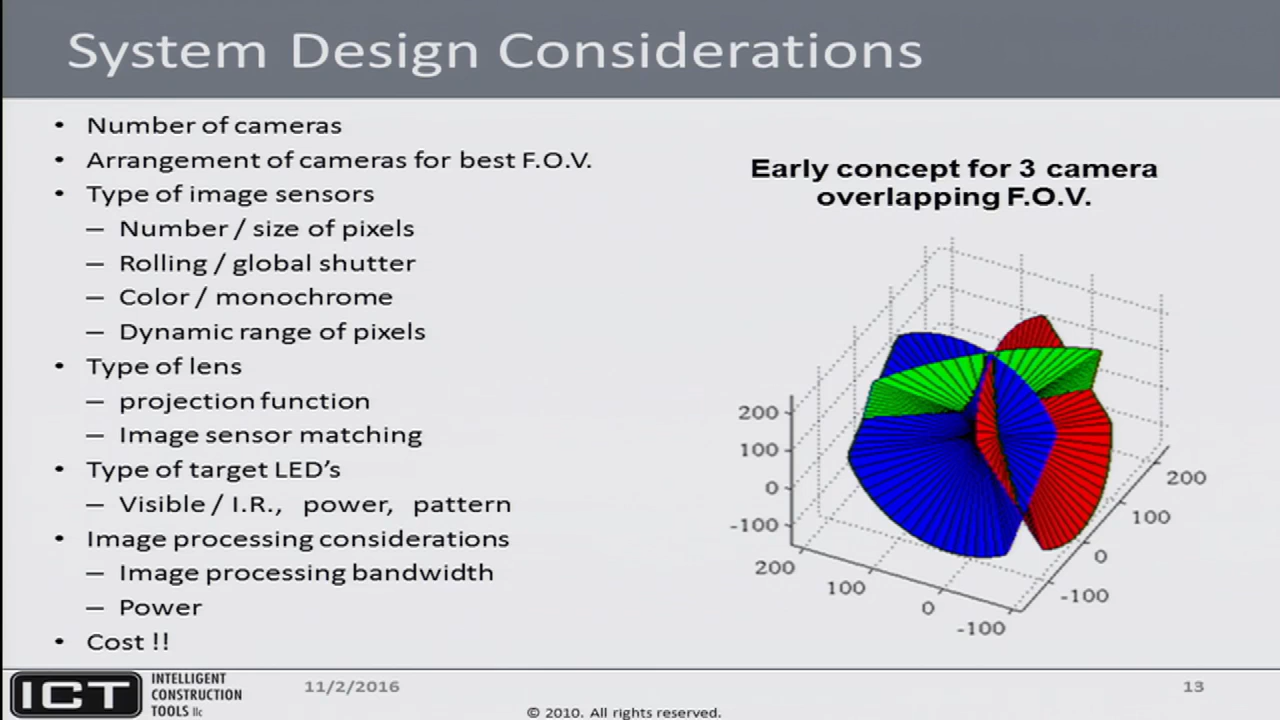 System Design Considerations
• Number of cameras
• Arrangement of cameras for best F.O.V.
• Type of image sensors
– Number / size of pixels
– Rolling / global shutter
– Color / monochrome
– Dynamic range of pixels
• Type of lens
– projection function
– Image sensor matching
• Type of target LED’s
– Visible / I.R., power, pattern
• Image processing considerations
– Image processing bandwidth
– Power
• Cost !!
Early concept for 3 camera
overlapping F.O.V.
200
100
0
-100
200
100
0
-100
200
100
0
-100
ICT
INTELLIGENT
CONSTRUCTION
TOOLS llc
11/2/2016
© 2010. All rights reserved.
13